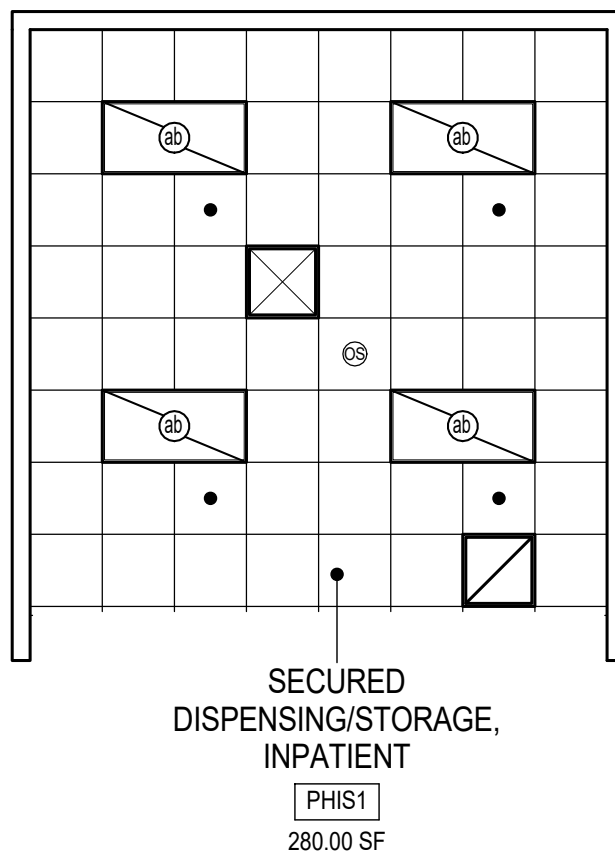 ab
ab
OS
ab
ab
SECURED
DISPENSING/STORAGE,
INPATIENT
PHIS1
280.00 SF